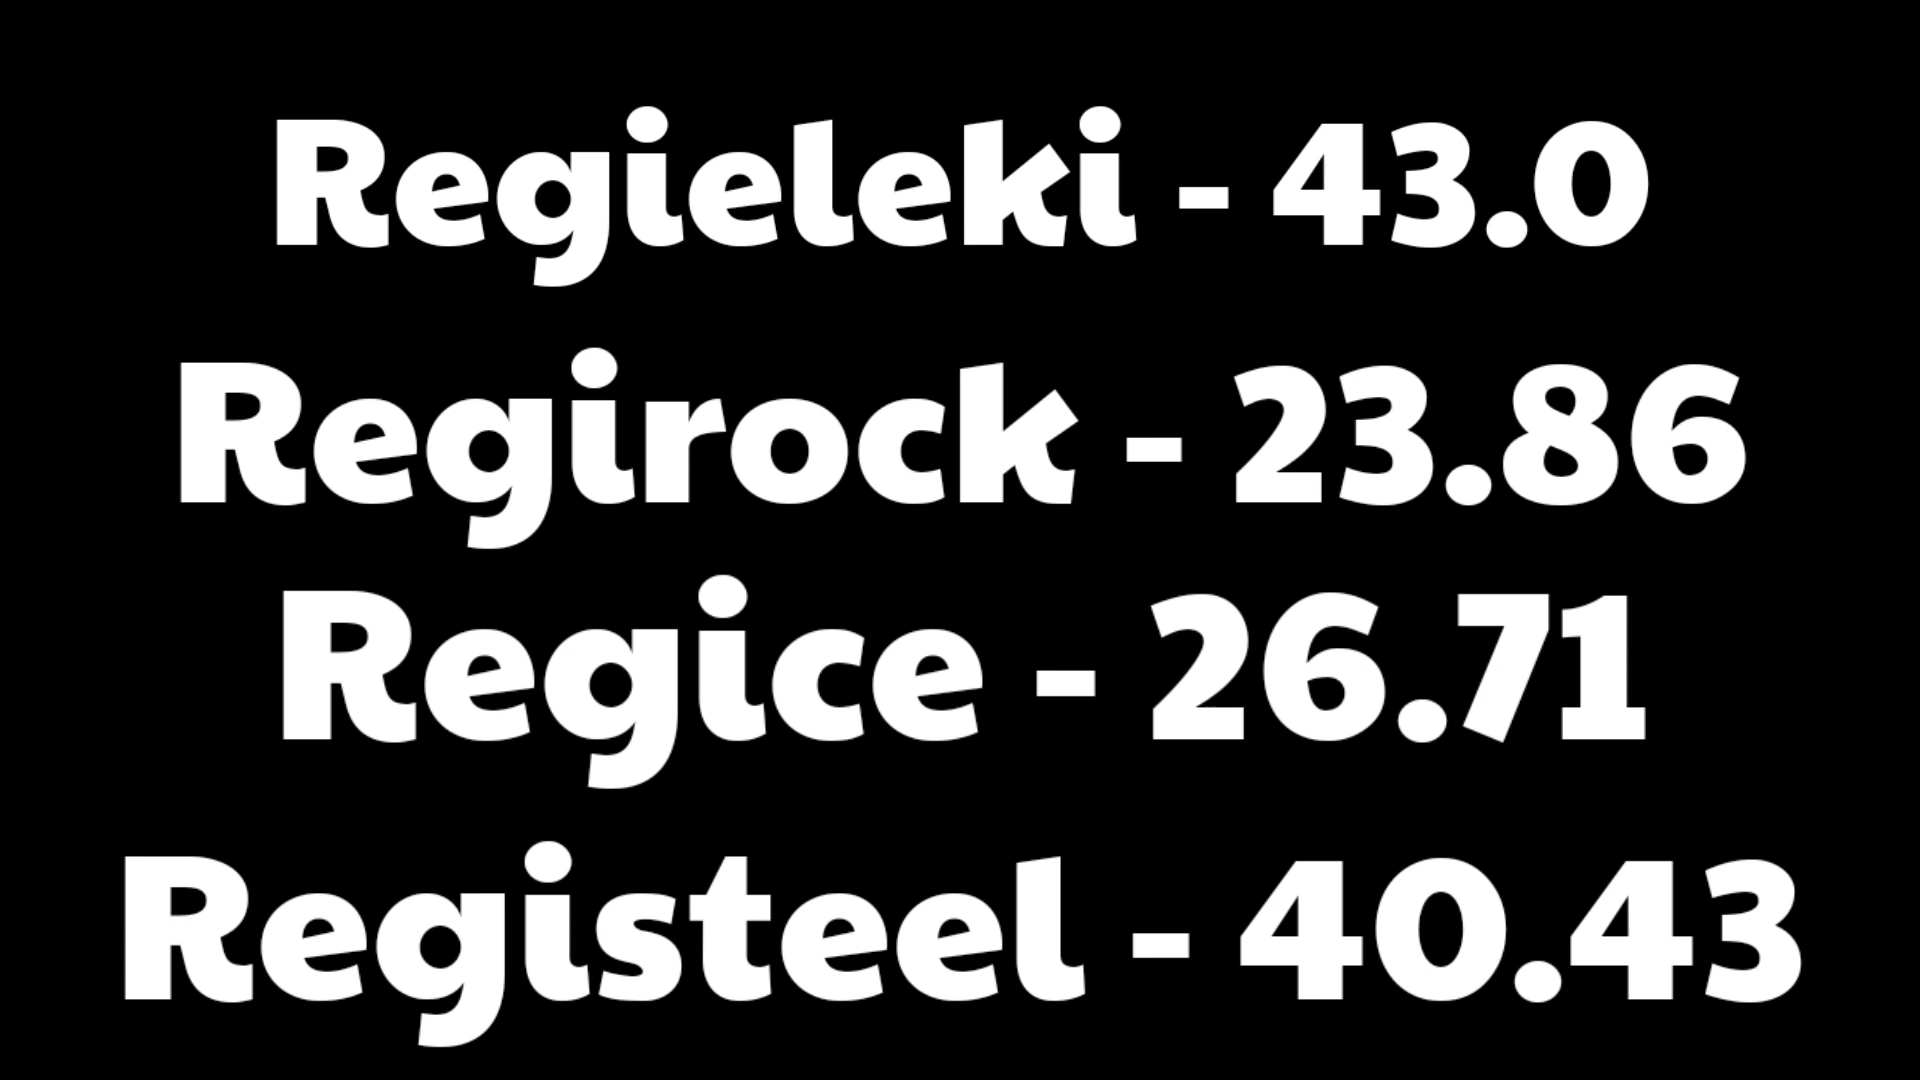 Regieleki - 43.0
Regirock - 23.86
Regice - 26.71
Registeel - 40.43